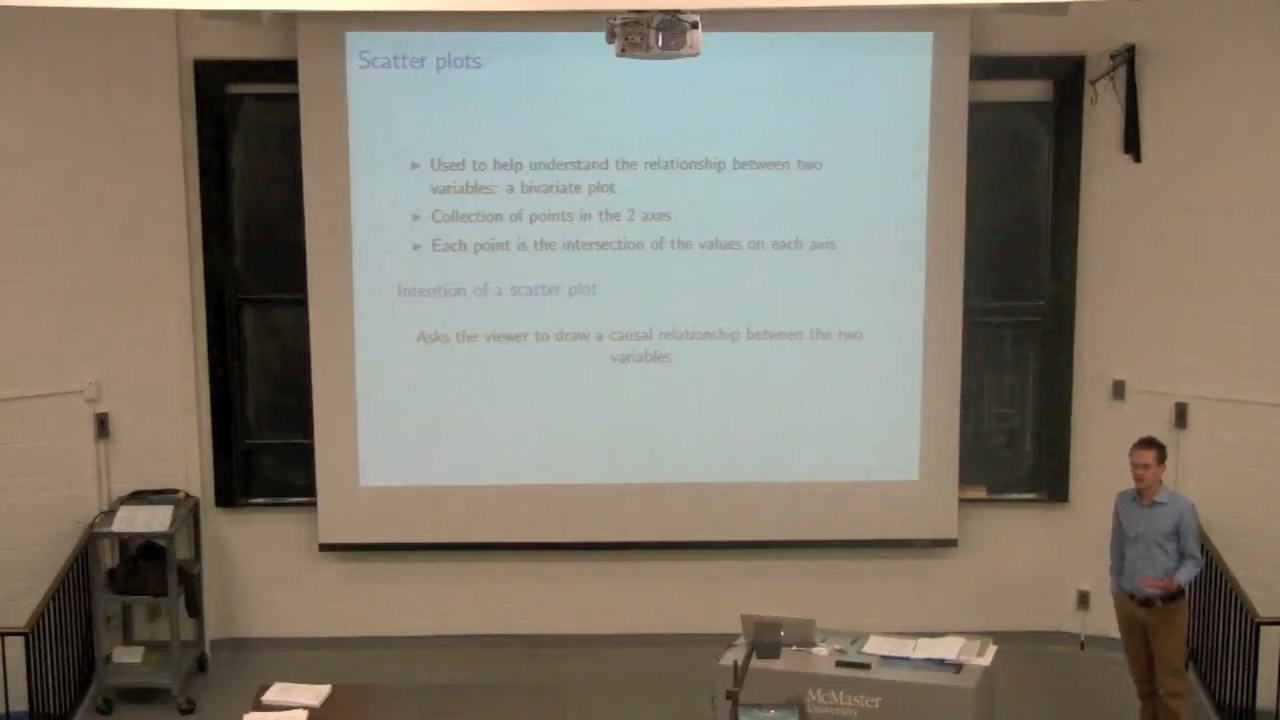 Scatter plots
► Used to help understand the relationship between two
variables: a bivariate plot
► Collection of points in the 2 axes
► Each point is the intersection of the values on each axis
Intention of a scatter plot
Asks the viewer to draw a causal relationship between the two
variables
McMaster
University